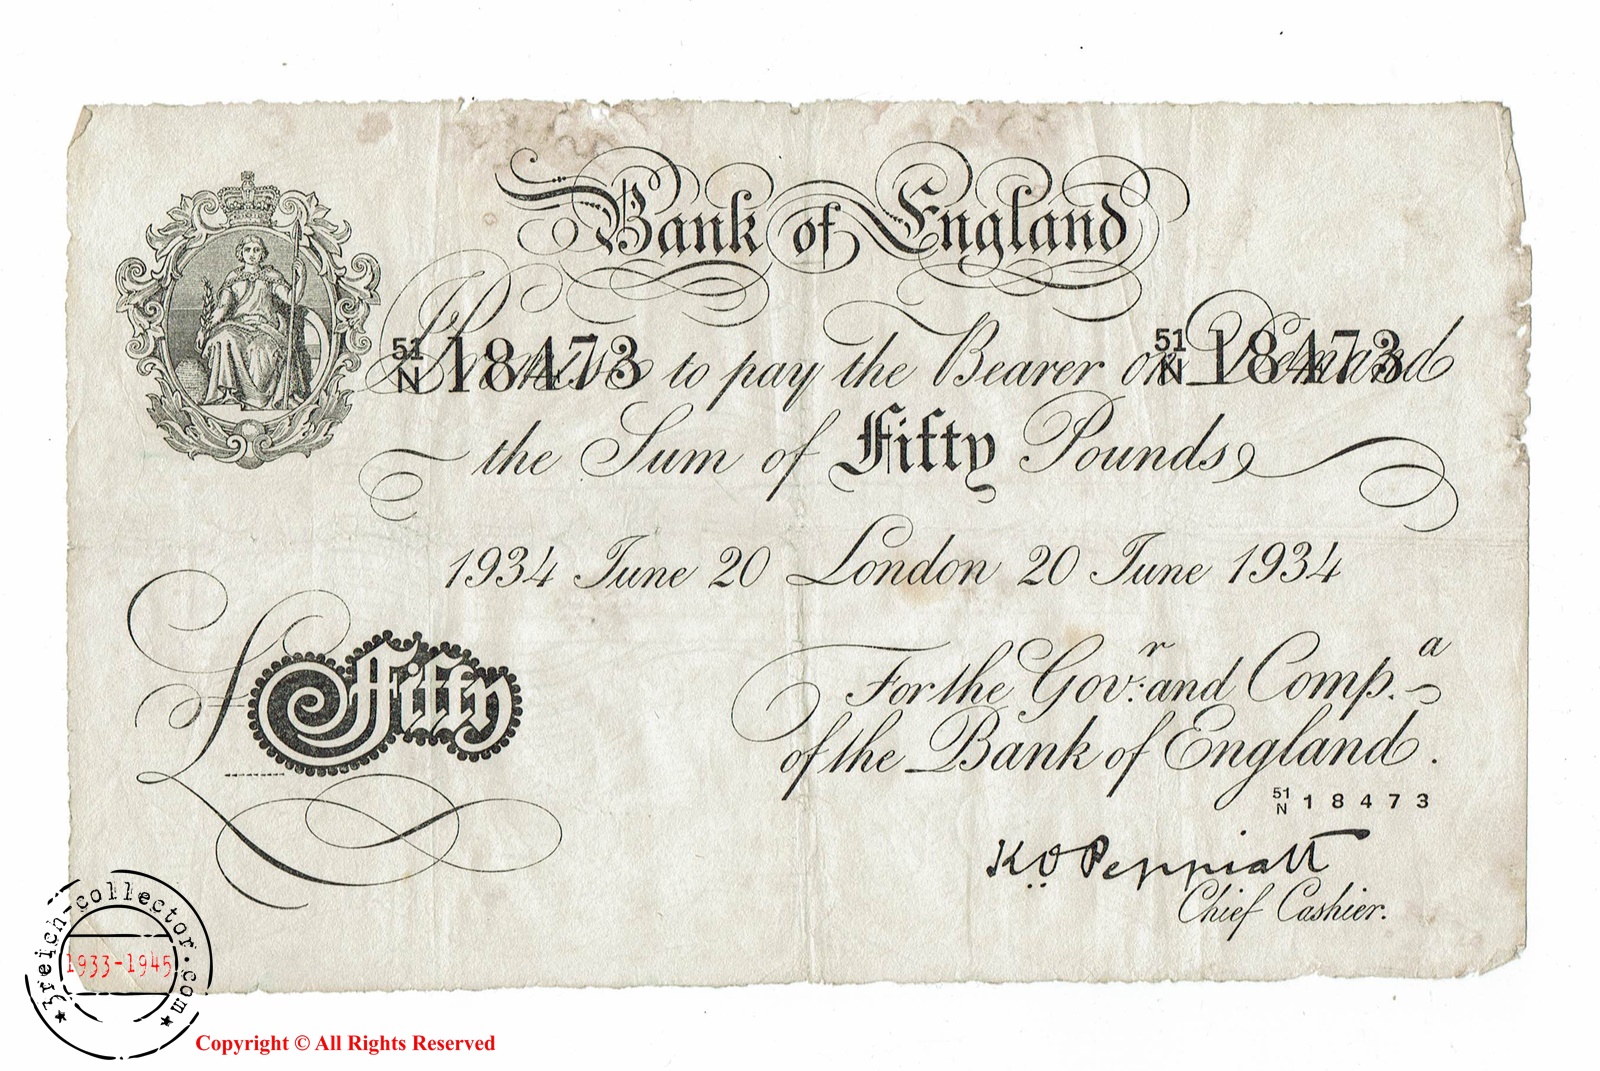 Bank of England
51
N 18473
51
N 18473
I Promise to pay the Bearer on Demand
the Sum of Fifty Pounds
1934 June 20 London 20 June 1934
£ Fifty
For the Govr. and Compa.
of the Bank of England.
51
N 18473
K.O. Peppiatt
Chief Cashier.
3reich-collector.com
1933-1945
Copyright © All Rights Reserved